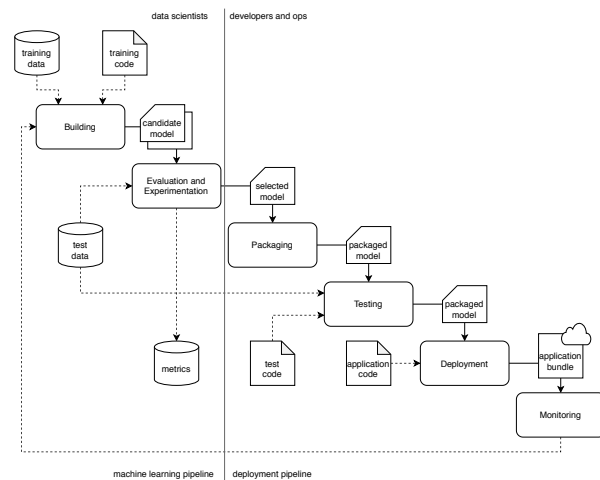 data scientists
developers and ops
training
data
training
code
Building
candidate
model
Evaluation and
Experimentation
selected
model
test
data
Packaging
packaged
model
Testing
packaged
model
metrics
test
code
application
code
Deployment
application
bundle
Monitoring
machine learning pipeline
deployment pipeline